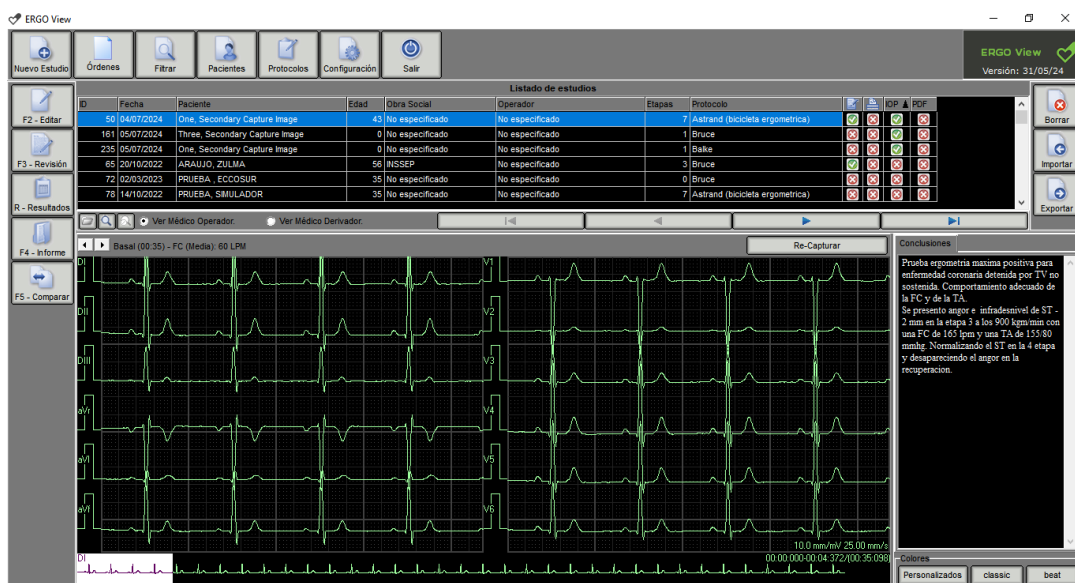 ERGO View
Nuevo Estudio
Órdenes
Filtrar
Pacientes
Protocolos
Configuración
Salir
ERGO View
Versión: 31/05/24
Listado de estudios
ID Fecha Paciente Edad Obra Social Operador Etapas Protocolo IOP PDF
50 04/07/2024 One, Secondary Capture Image 43 No especificado No especificado 7 Astrand (bicicleta ergometrica)
161 05/07/2024 Three, Secondary Capture Image 0 No especificado No especificado 1 Bruce
235 05/07/2024 One, Secondary Capture Image 0 No especificado No especificado 1 Balke
65 20/10/2022 ARAUJO, ZULMA 56 INSSEP No especificado 3 Bruce
72 02/03/2023 PRUEBA , ECCOSUR 35 No especificado No especificado 0 Bruce
78 14/10/2022 PRUEBA, SIMULADOR 35 No especificado No especificado 7 Astrand (bicicleta ergometrica)
F2 - Editar
F3 - Revisión
R - Resultados
F4 - Informe
F5 - Comparar
Borrar
Importar
Exportar
Ver Médico Operador.
Ver Médico Derivador.
Basal (00:35) - FC (Media): 60 LPM
Re-Capturar
DI
DII
DIII
aVr
aVl
aVf
V1
V2
V3
V4
V5
V6
10.0 mm/mV 25.00 mm/s
DI
00:00:000-00:04:372/(00:35:098)
Conclusiones
Prueba ergometria maxima positiva para
enfermedad coronaria detenida por TV no
sostenida. Comportamiento adecuado de
la FC y de la TA.
Se presento angor e infradesnivel de ST -
2 mm en la etapa 3 a los 900 kgm/min con
una FC de 165 lpm y una TA de 155/80
mmhg. Normalizando el ST en la 4 etapa
y desapareciendo el angor en la
recuperacion.
Colores
Personalizados
classic
beat